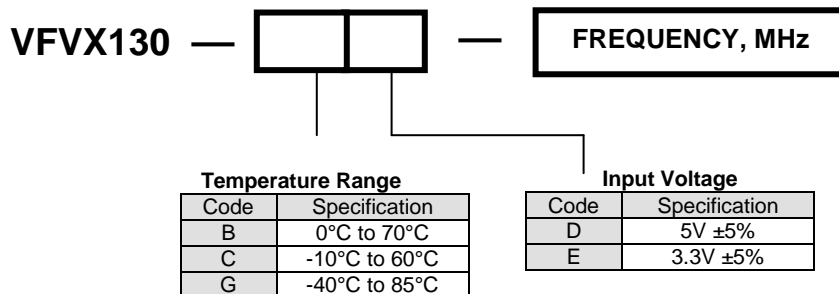 VFVX130 — — FREQUENCY, MHz
Temperature Range
Code Specification
B 0°C to 70°C
C -10°C to 60°C
G -40°C to 85°C
Input Voltage
Code Specification
D 5V ±5%
E 3.3V ±5%